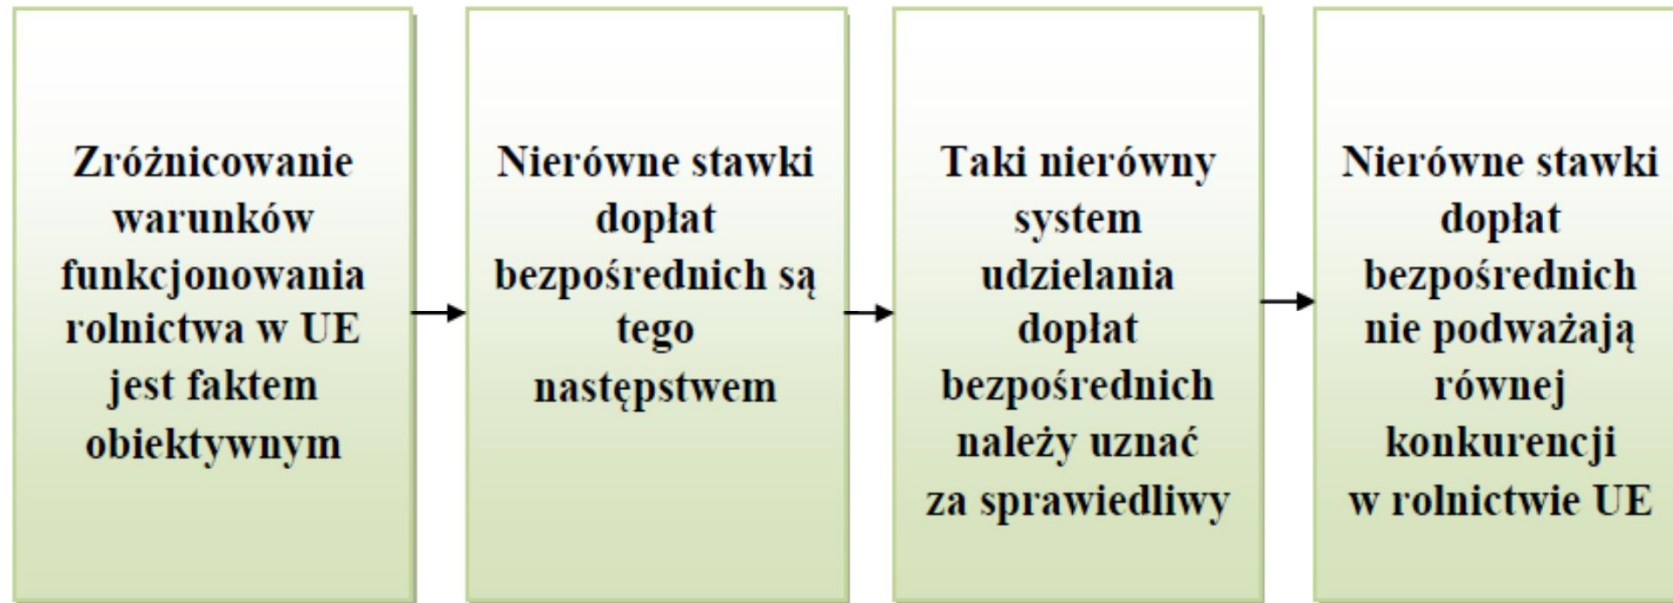 Zróżnicowanie
warunków
funkcjonowania
rolnictwa w UE
jest faktem
obiektywnym
Nierówne stawki
dopłat
bezpośrednich są
tego
następstwem
Taki nierówny
system
udzielania
dopłat
bezpośrednich
należy uznać
za sprawiedliwy
Nierówne stawki
dopłat
bezpośrednich
nie podważają
równej
konkurencji
w rolnictwie UE